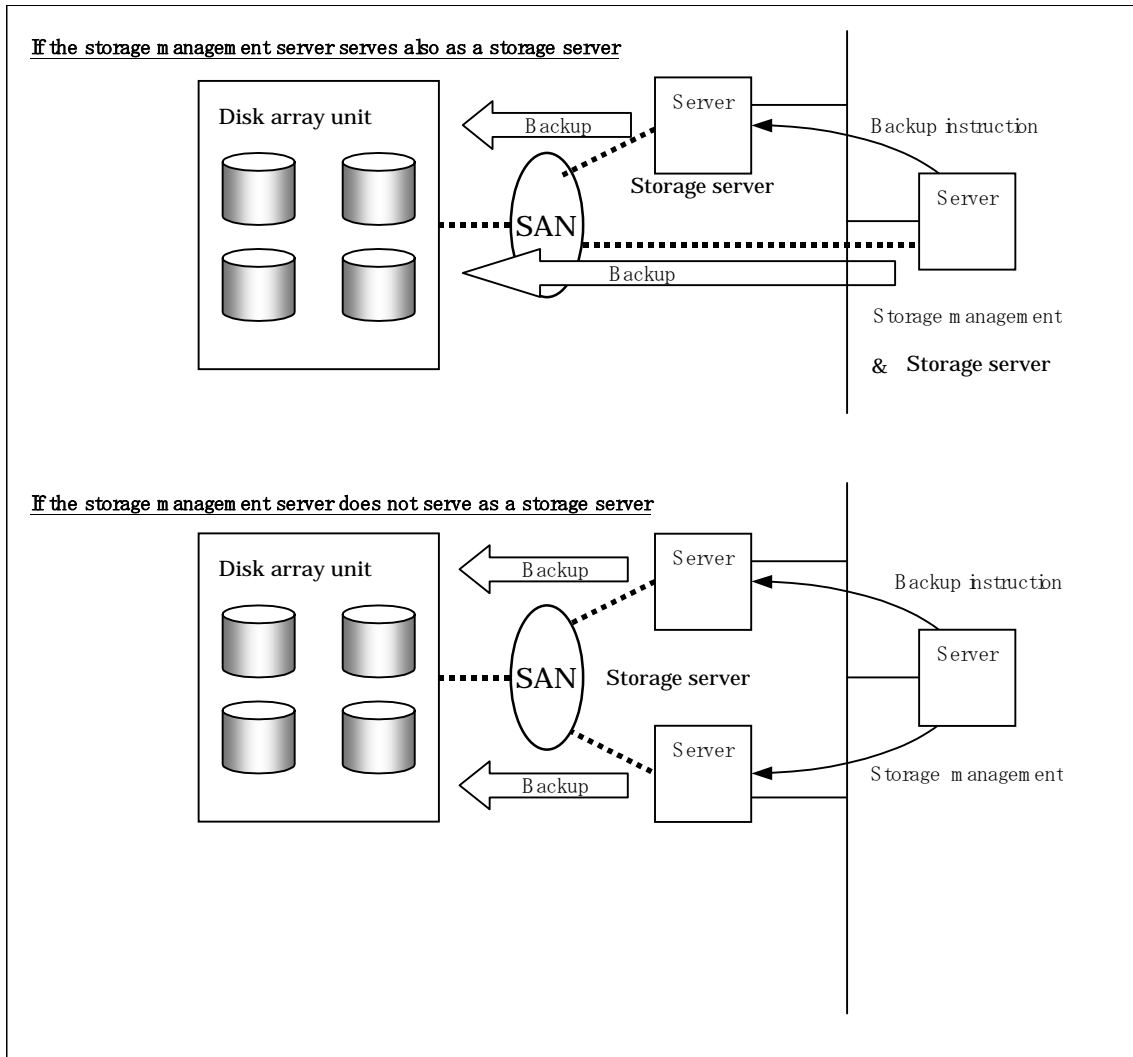 If the storage management server serves also as a storage server
Disk array unit
Backup
Server
Backup instruction
Storage server
Server
SAN
Backup
Storage management
& Storage server
If the storage management server does not serve as a storage server
Disk array unit
Backup
Server
Backup instruction
Server
SAN
Storage server
Server
Backup
Storage management